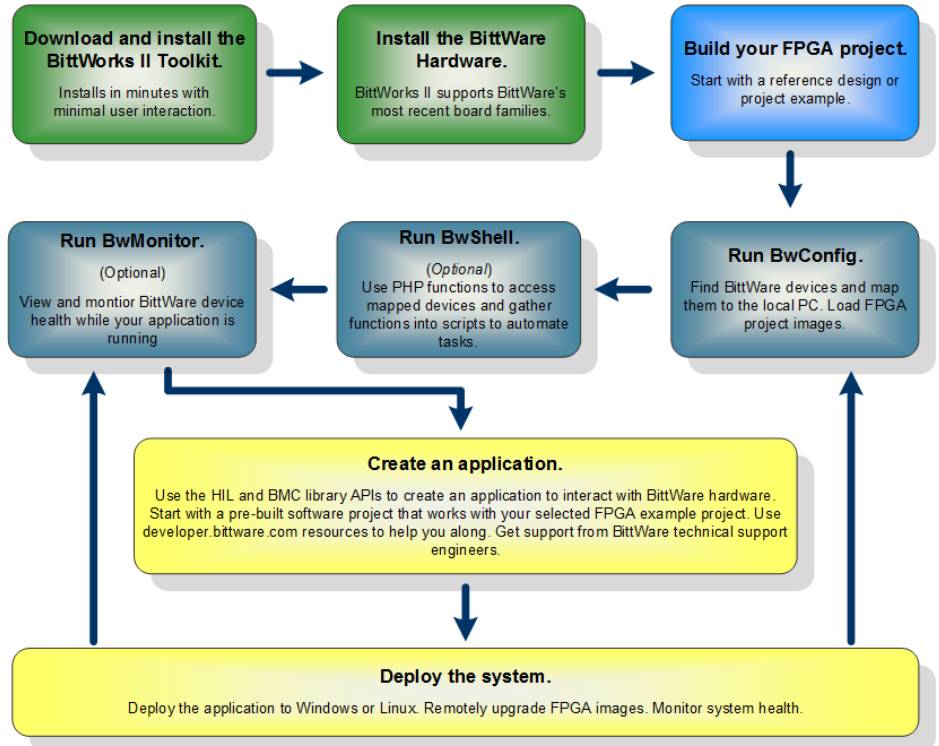 Download and install the
BittWorks II Toolkit.
Installs in minutes with
minimal user interaction.
Install the BittWare
Hardware.
BittWorks II supports BittWare's
most recent board families.
Build your FPGA project.
Start with a reference design or
project example.
Run BwConfig.
Find BittWare devices and map
them to the local PC. Load FPGA
project images.
Run BwShell.
(Optional)
Use PHP functions to access
mapped devices and gather
functions into scripts to automate
tasks.
Run BwMonitor.
(Optional)
View and montior BittWare device
health while your application is
running
Create an application.
Use the HIL and BMC library APIs to create an application to interact with BittWare hardware.
Start with a pre-built software project that works with your selected FPGA example project. Use
developer.bittware.com resources to help you along. Get support from BittWare technical support
engineers.
Deploy the system.
Deploy the application to Windows or Linux. Remotely upgrade FPGA images. Monitor system health.